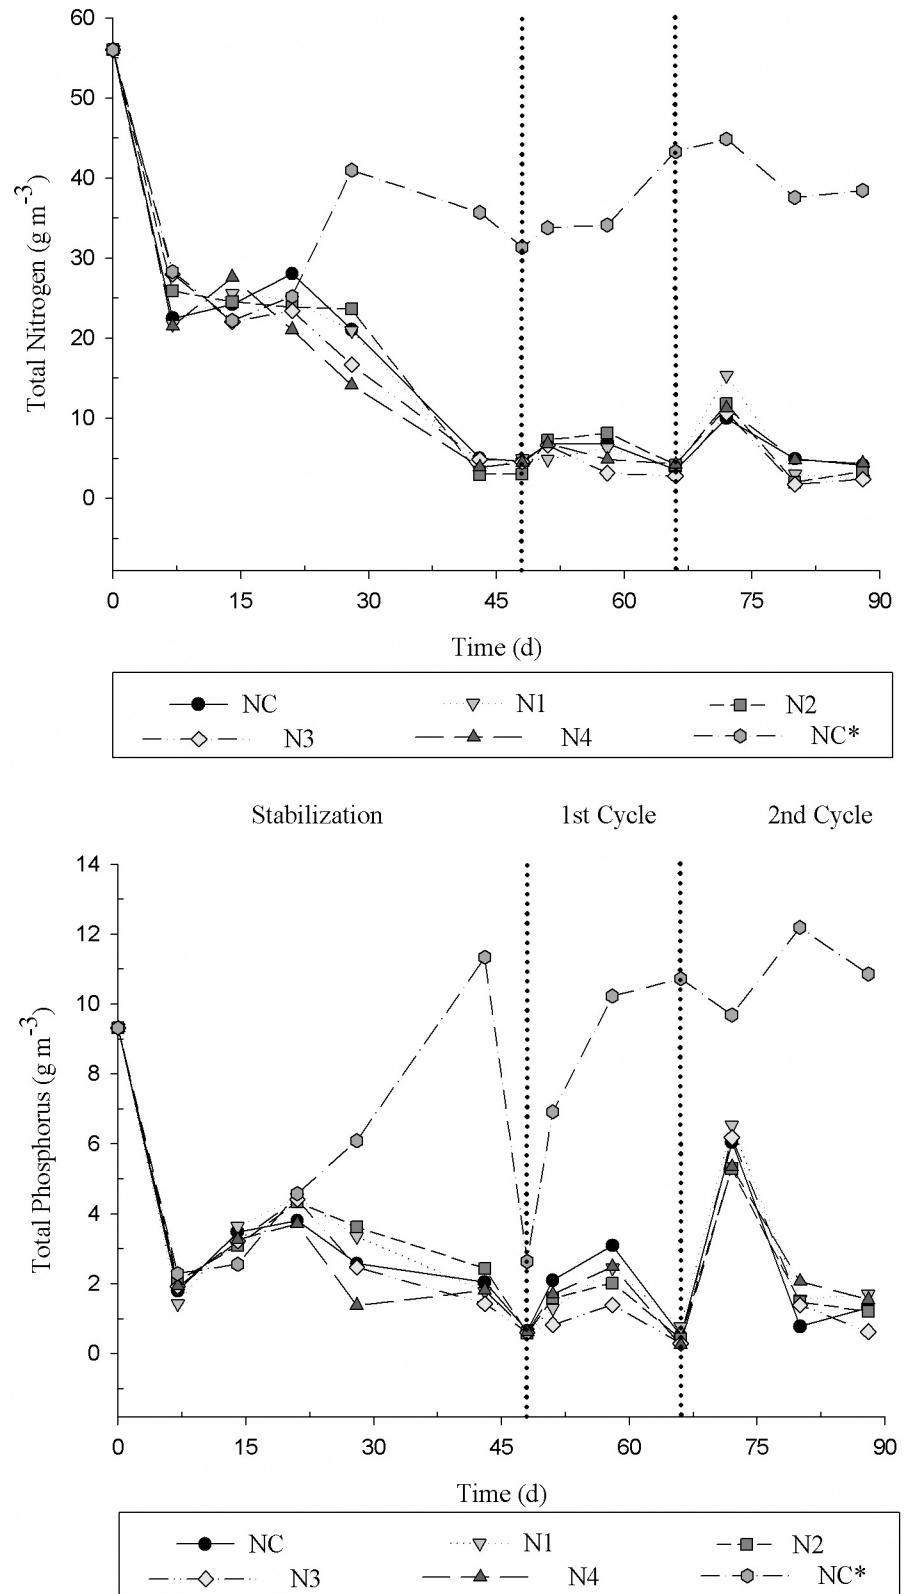 60
50
40
30
20
10
0
Total Nitrogen (g m-3)
0 15 30 45 60 75 90
Time (d)
NC N1 N2
N3 N4 NC*
Stabilization 1st Cycle 2nd Cycle
14
12
10
8
6
4
2
0
Total Phosphorus (g m-3)
0 15 30 45 60 75 90
Time (d)
NC N1 N2
N3 N4 NC*